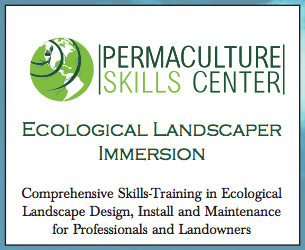 PERMACULTURE
SKILLS CENTER
ECOLOGICAL LANDSCAPER
IMMERSION
Comprehensive Skills-Training in Ecological
Landscape Design, Install and Maintenance
for Professionals and Landowners